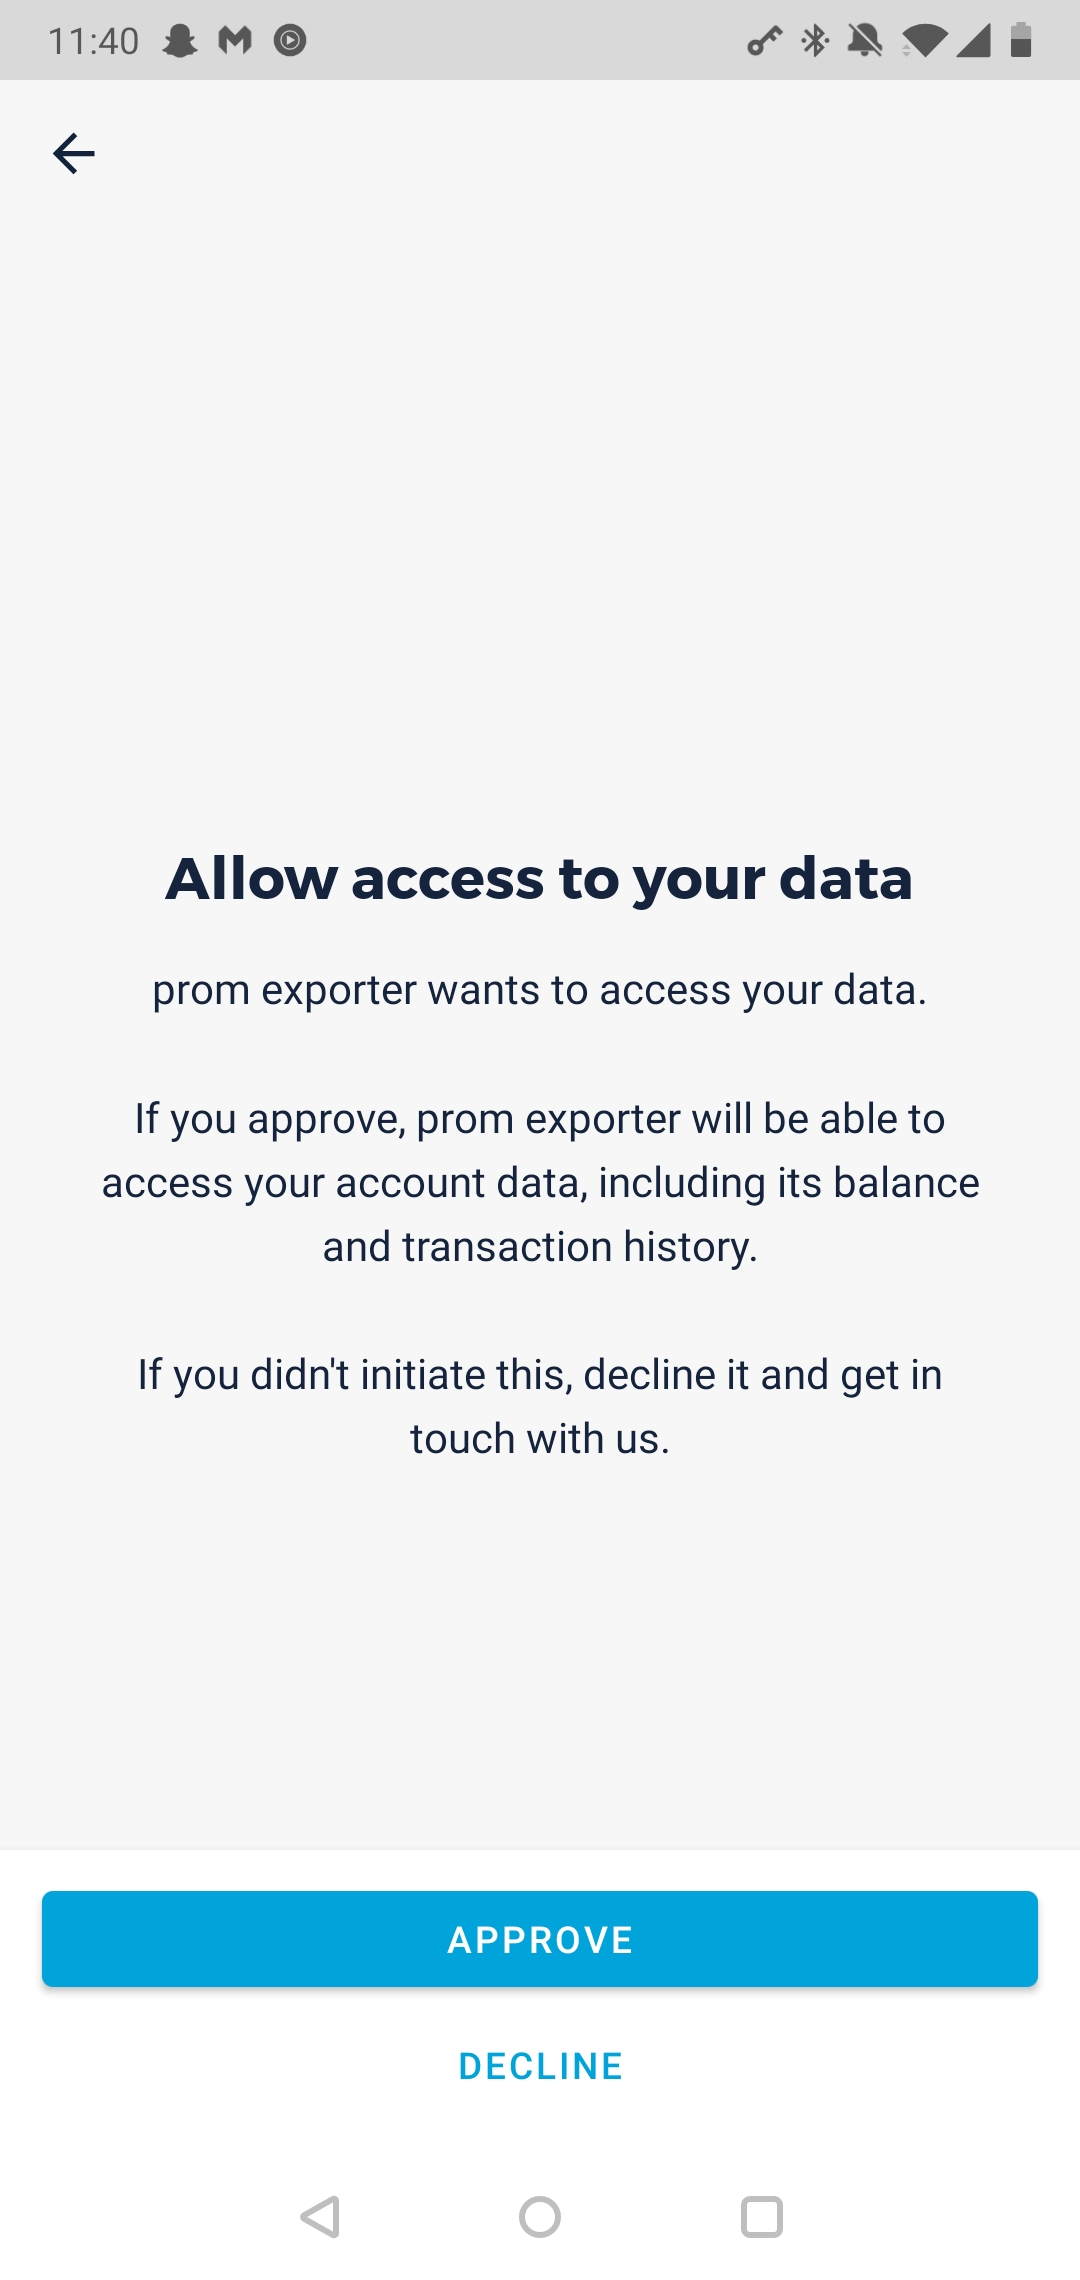 11:40
Allow access to your data
prom exporter wants to access your data.
If you approve, prom exporter will be able to
access your account data, including its balance
and transaction history.
If you didn't initiate this, decline it and get in
touch with us.
APPROVE
DECLINE